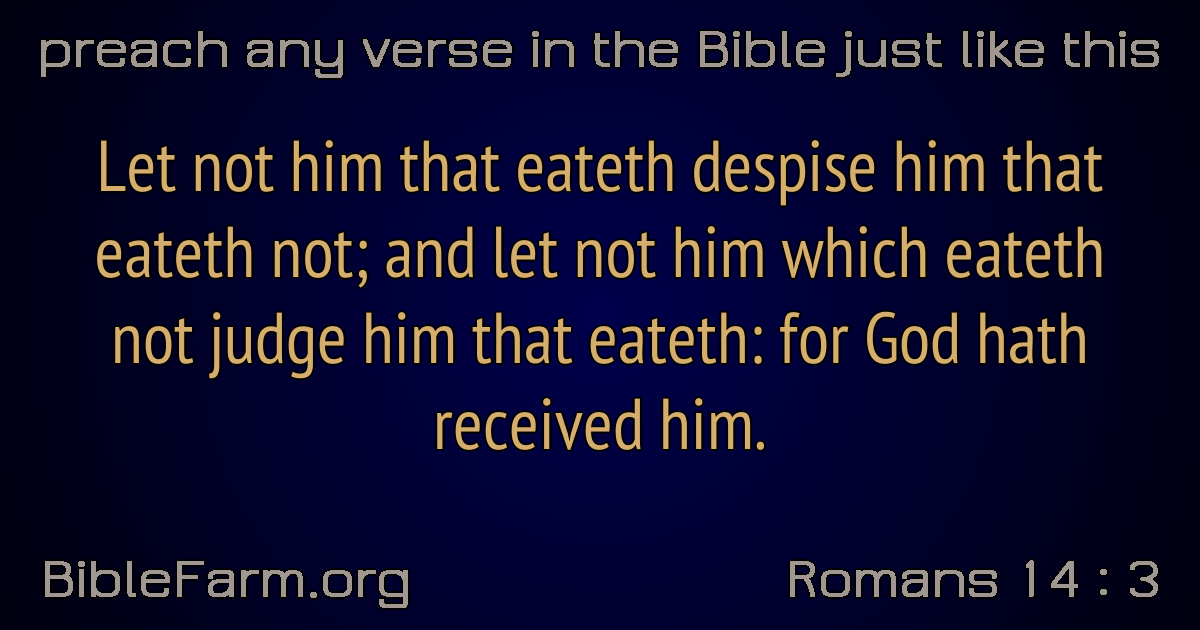 preach any verse in the Bible just like this
Let not him that eateth despise him that
eateth not; and let not him which eateth
not judge him that eateth: for God hath
received him.
BibleFarm.org
Romans 14 : 3